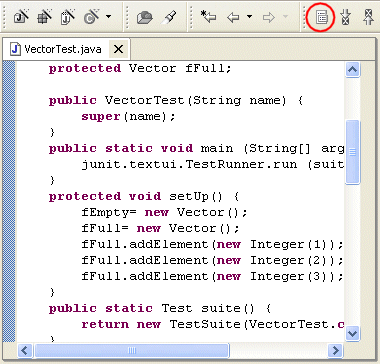 VectorTest.java
protected Vector fFull;
public VectorTest(String name) {
super(name);
}
public static void main (String[] arg
junit.textui.TestRunner.run (suit
}
protected void setUp() {
fEmpty= new Vector();
fFull= new Vector();
fFull.addElement(new Integer(1));
fFull.addElement(new Integer(2));
fFull.addElement(new Integer(3));
}
public static Test suite() {
return new TestSuite(VectorTest.c
}